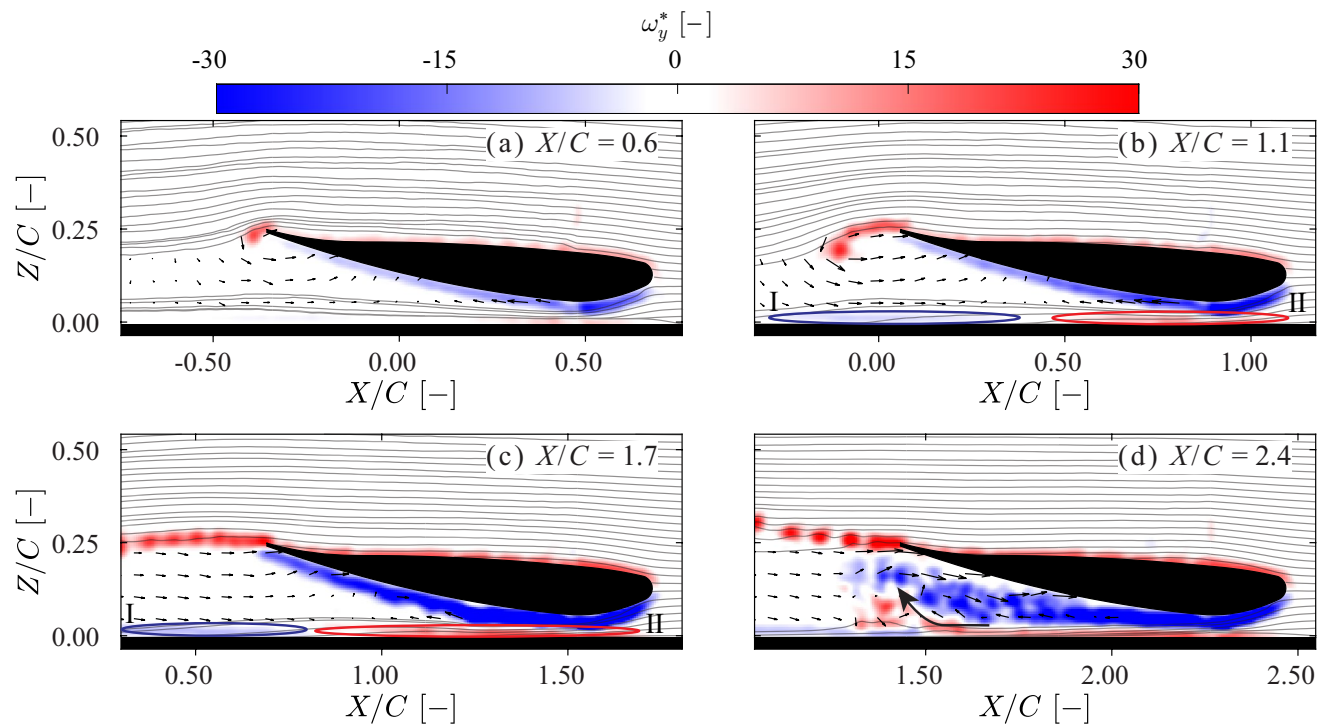 ω*y [-]
-30 -15 0 15 30
(a) X/C = 0.6
(b) X/C = 1.1
Z/C [-]
0.50
0.25
0.00
I
II
-0.50 0.00 0.50
0.00 0.50 1.00
X/C [-]
X/C [-]
(c) X/C = 1.7
(d) X/C = 2.4
Z/C [-]
0.50
0.25
0.00
I
II
0.50 1.00 1.50
1.50 2.00 2.50
X/C [-]
X/C [-]